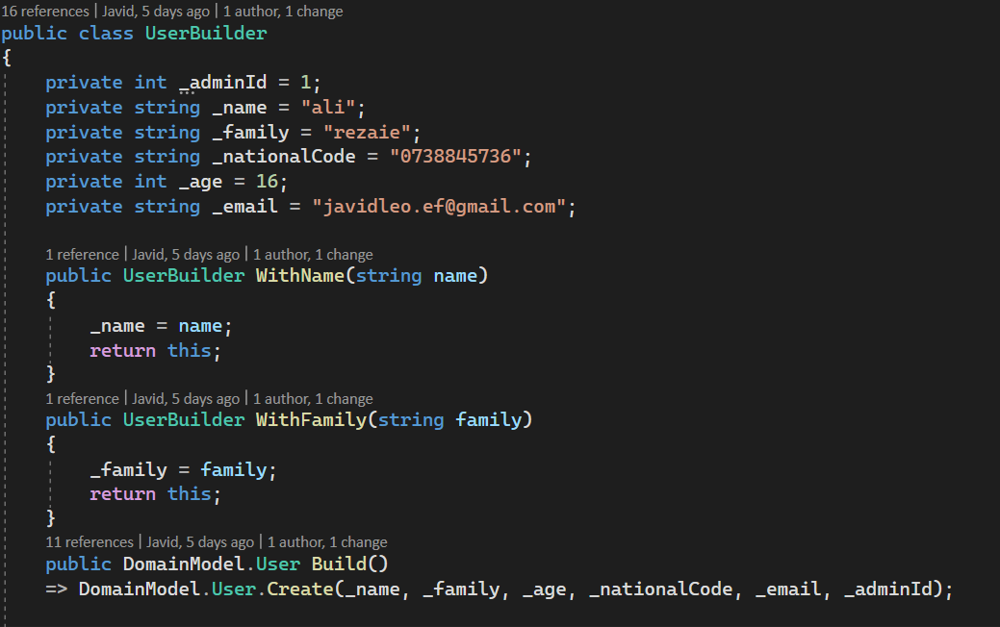 16 references | Javid, 5 days ago | 1 author, 1 change
public class UserBuilder
{
    private int _adminId = 1;
    private string _name = "ali";
    private string _family = "rezaie";
    private string _nationalCode = "0738845736";
    private int _age = 16;
    private string _email = "javidleo.ef@gmail.com";

    1 reference | Javid, 5 days ago | 1 author, 1 change
    public UserBuilder WithName(string name)
    {
        _name = name;
        return this;
    }
    1 reference | Javid, 5 days ago | 1 author, 1 change
    public UserBuilder WithFamily(string family)
    {
        _family = family;
        return this;
    }
    11 references | Javid, 5 days ago | 1 author, 1 change
    public DomainModel.User Build()
    => DomainModel.User.Create(_name, _family, _age, _nationalCode, _email, _adminId);